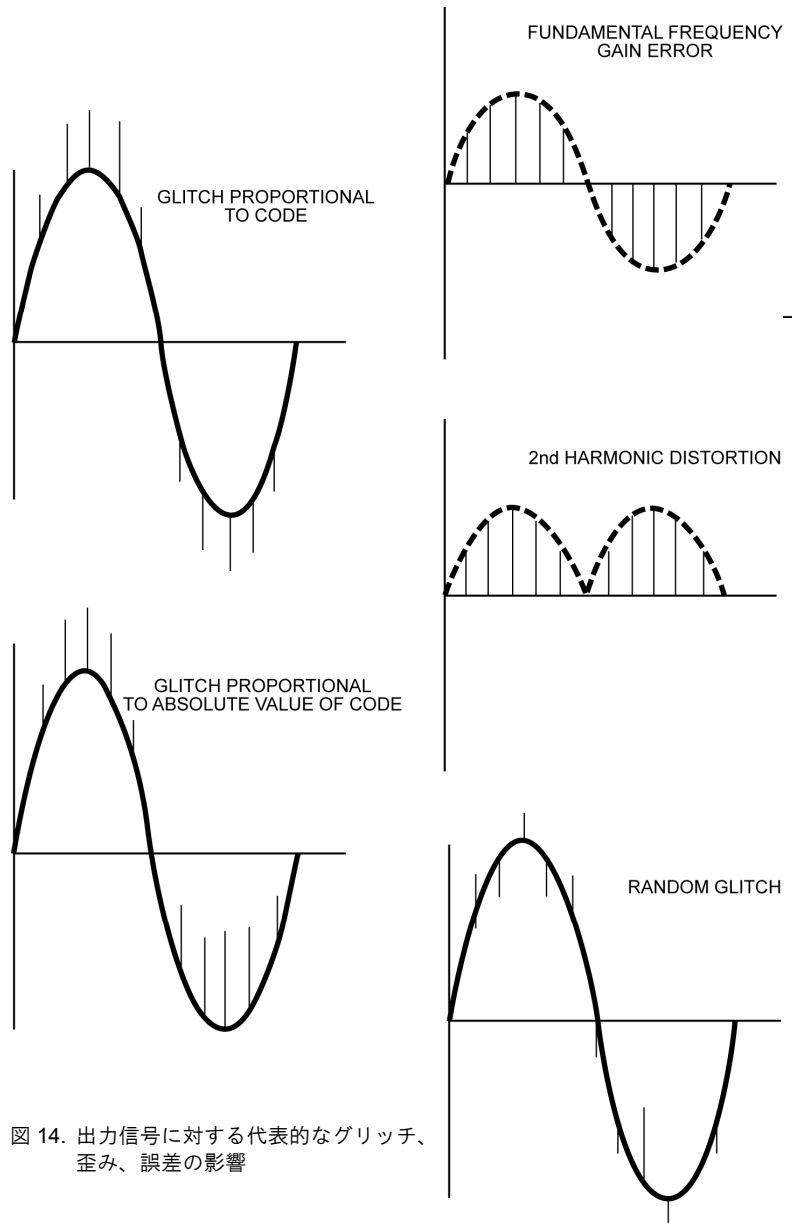 FUNDAMENTAL FREQUENCY
GAIN ERROR
GLITCH PROPORTIONAL
TO CODE
2nd HARMONIC DISTORTION
GLITCH PROPORTIONAL
TO ABSOLUTE VALUE OF CODE
RANDOM GLITCH
図 14. 出力信号に対する代表的なグリッチ、
歪み、誤差の影響